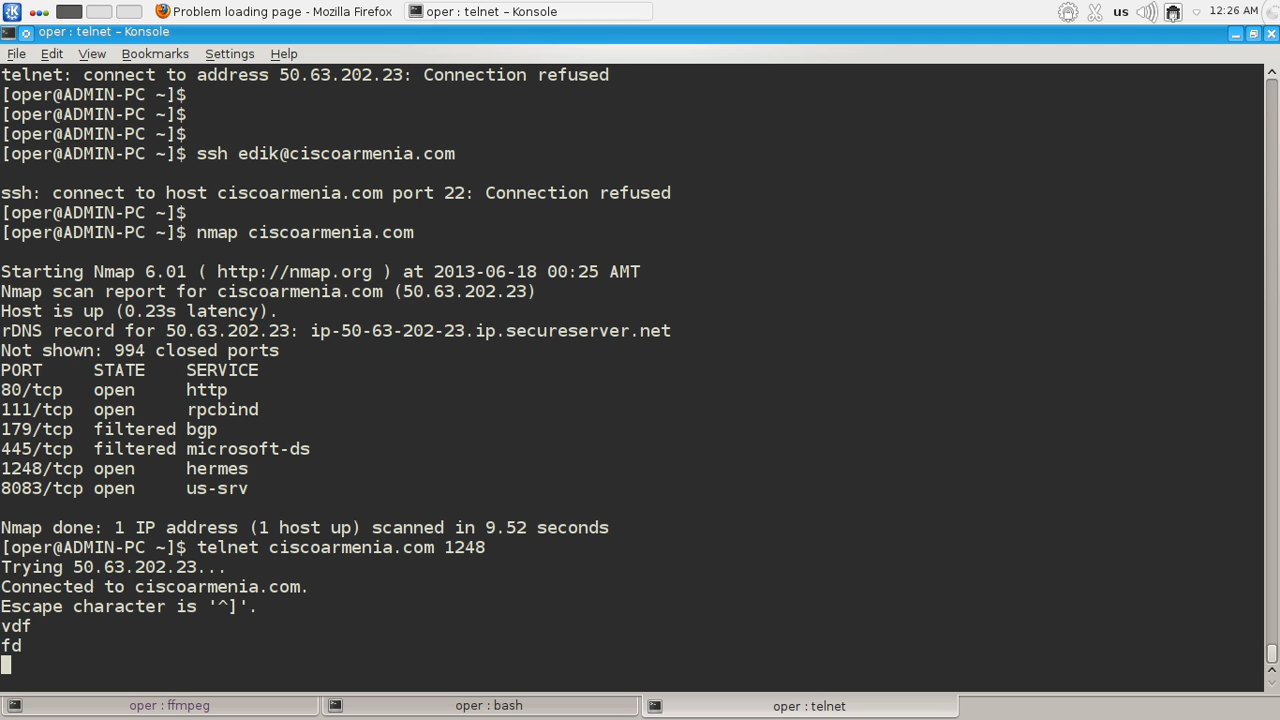 Problem loading page - Mozilla Firefox
oper : telnet – Konsole
us
12:26 AM
oper : telnet – Konsole
File Edit View Bookmarks Settings Help
telnet: connect to address 50.63.202.23: Connection refused
[oper@ADMIN-PC ~]$
[oper@ADMIN-PC ~]$
[oper@ADMIN-PC ~]$
[oper@ADMIN-PC ~]$ ssh edik@ciscoarmenia.com
ssh: connect to host ciscoarmenia.com port 22: Connection refused
[oper@ADMIN-PC ~]$
[oper@ADMIN-PC ~]$ nmap ciscoarmenia.com
Starting Nmap 6.01 ( http://nmap.org ) at 2013-06-18 00:25 AMT
Nmap scan report for ciscoarmenia.com (50.63.202.23)
Host is up (0.23s latency).
rDNS record for 50.63.202.23: ip-50-63-202-23.ip.secureserver.net
Not shown: 994 closed ports
PORT     STATE    SERVICE
80/tcp   open     http
111/tcp  open     rpcbind
179/tcp  filtered bgp
445/tcp  filtered microsoft-ds
1248/tcp open     hermes
8083/tcp open     us-srv
Nmap done: 1 IP address (1 host up) scanned in 9.52 seconds
[oper@ADMIN-PC ~]$ telnet ciscoarmenia.com 1248
Trying 50.63.202.23...
Connected to ciscoarmenia.com.
Escape character is '^]'.
vdf
fd
oper : ffmpeg
oper : bash
oper : telnet